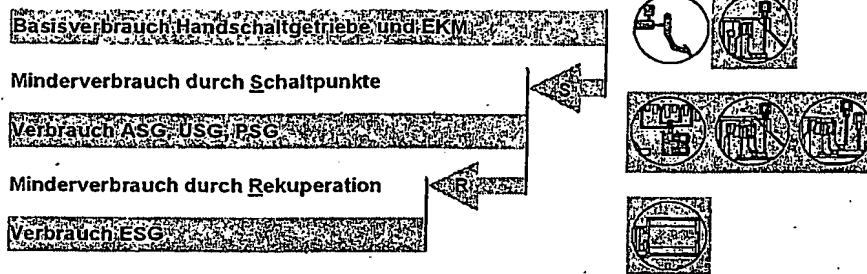 Basisverbrauch Handschaltgetriebe und EKM
Minderverbrauch durch Schaltpunkte
S
Verbrauch ASG, USG, PSG
Minderverbrauch durch Rekuperation
R
Verbrauch ESG